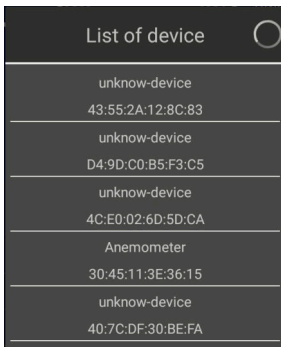 List of device
unknow-device
43:55:2A:12:8C:83
unknow-device
D4:9D:C0:B5:F3:C5
unknow-device
4C:E0:02:6D:5D:CA
Anemometer
30:45:11:3E:36:15
unknow-device
40:7C:DF:30:BE:FA